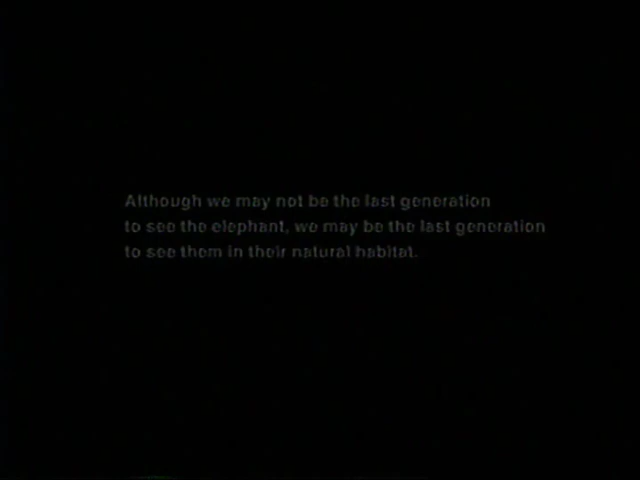 Although we may not be the last generation
to see the elephant, we may be the last generation
to see them in their natural habitat.